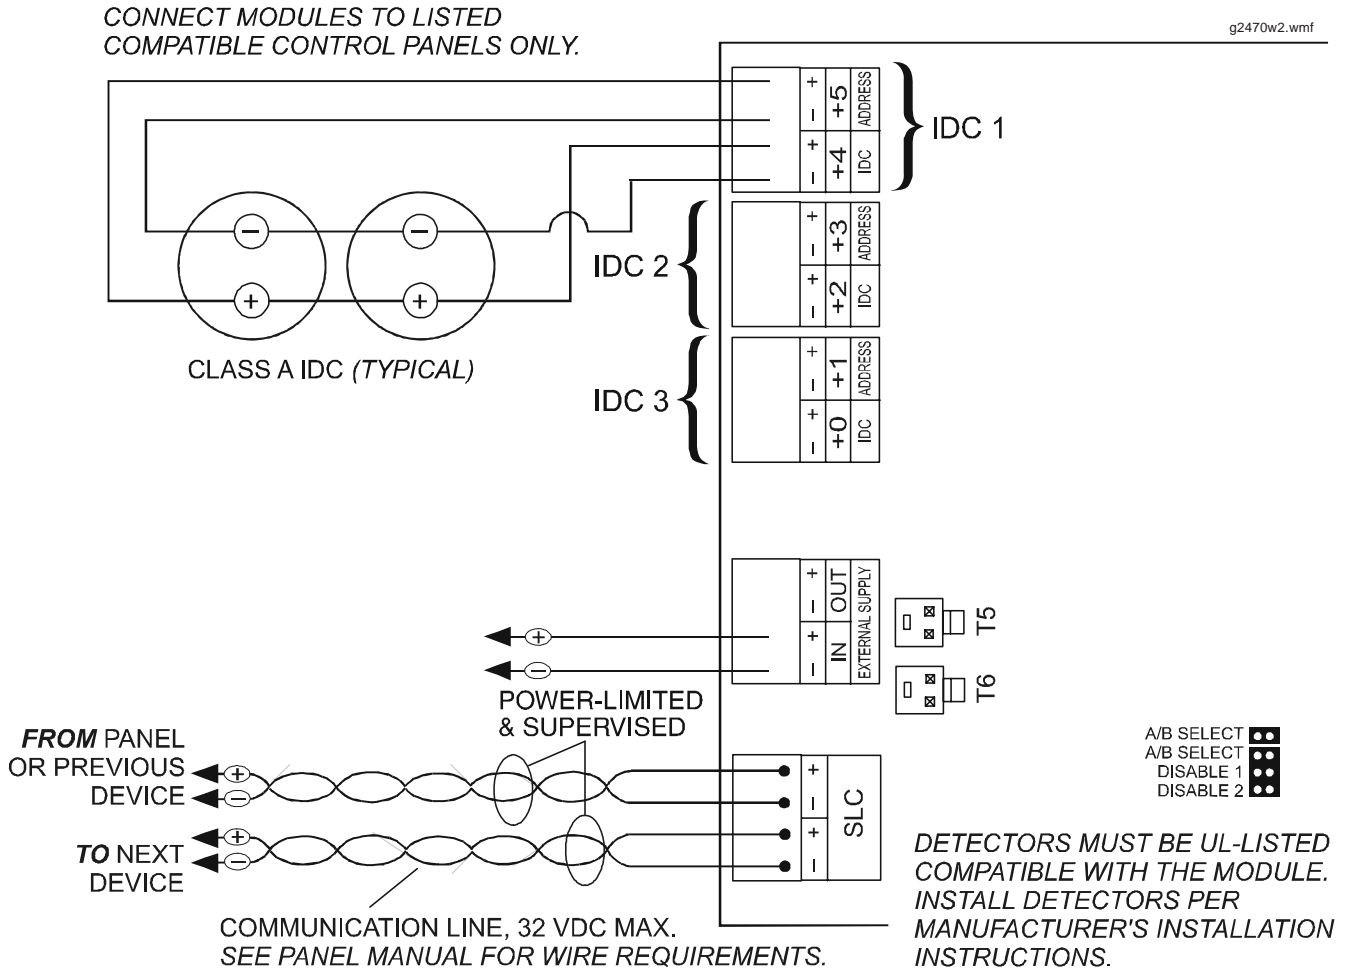 CONNECT MODULES TO LISTED
COMPATIBLE CONTROL PANELS ONLY.
g2470w2.wmf
+ - + -
+5 +4
ADDRESS IDC
IDC 1
+ - + -
+3 +2
ADDRESS IDC
IDC 2
- +
- +
CLASS A IDC (TYPICAL)
+ - + -
+1 +0
ADDRESS IDC
IDC 3
+ - + -
OUT IN
EXTERNAL SUPPLY
T5
T6
+
-
POWER-LIMITED
& SUPERVISED
FROM PANEL
OR PREVIOUS
DEVICE
+
-
TO NEXT
DEVICE
+
-
+ - + -
SLC
A/B SELECT
A/B SELECT
DISABLE 1
DISABLE 2
COMMUNICATION LINE, 32 VDC MAX.
SEE PANEL MANUAL FOR WIRE REQUIREMENTS.
DETECTORS MUST BE UL-LISTED
COMPATIBLE WITH THE MODULE.
INSTALL DETECTORS PER
MANUFACTURER'S INSTALLATION
INSTRUCTIONS.